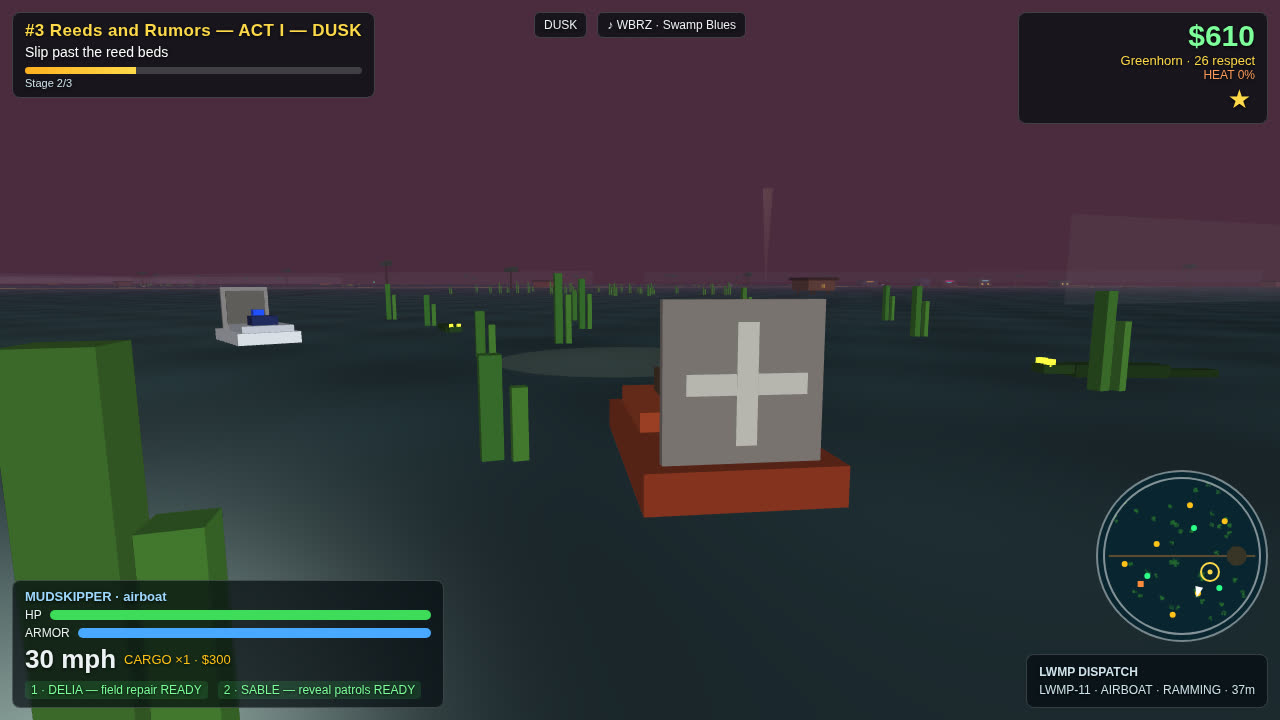 #3 Reeds and Rumors — ACT I — DUSK
Slip past the reed beds
Stage 2/3
DUSK
♪ WBRZ · Swamp Blues
$610
Greenhorn · 26 respect
HEAT 0%
★
MUDSKIPPER · airboat
HP
ARMOR
30 mph CARGO ×1 · $300
1 · DELIA — field repair READY
2 · SABLE — reveal patrols READY
LWMP DISPATCH
LWMP-11 · AIRBOAT · RAMMING · 37m